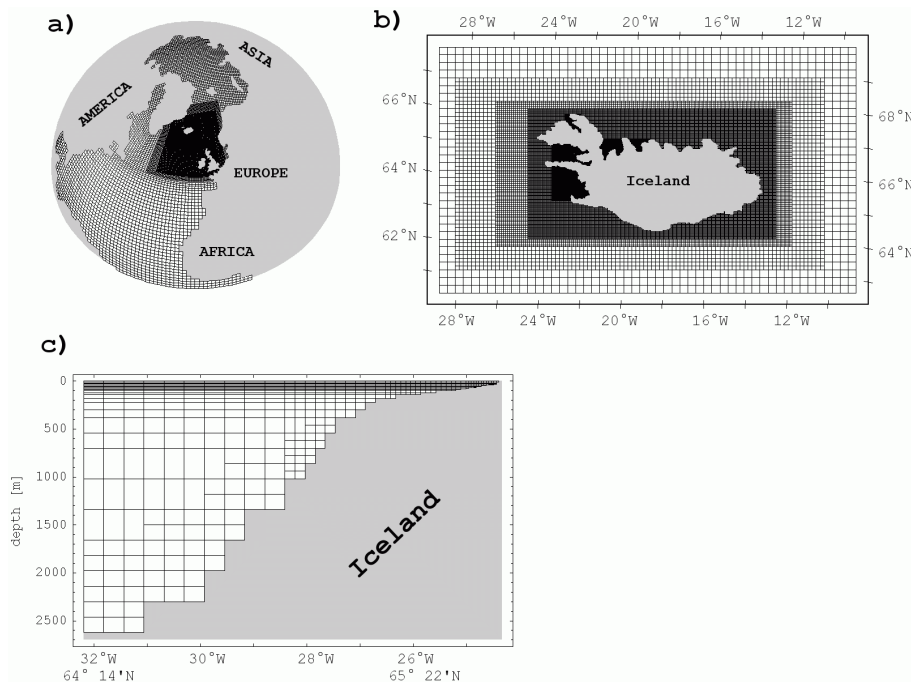 a)
ASIA
AMERICA
EUROPE
AFRICA
b)
28°W 24°W 20°W 16°W 12°W
66°N
64°N
62°N
68°N
66°N
64°N
Iceland
28°W 24°W 20°W 16°W 12°W
c)
0
500
1000
1500
2000
2500
depth [m]
Iceland
32°W 30°W 28°W 26°W
64° 14'N 65° 22'N